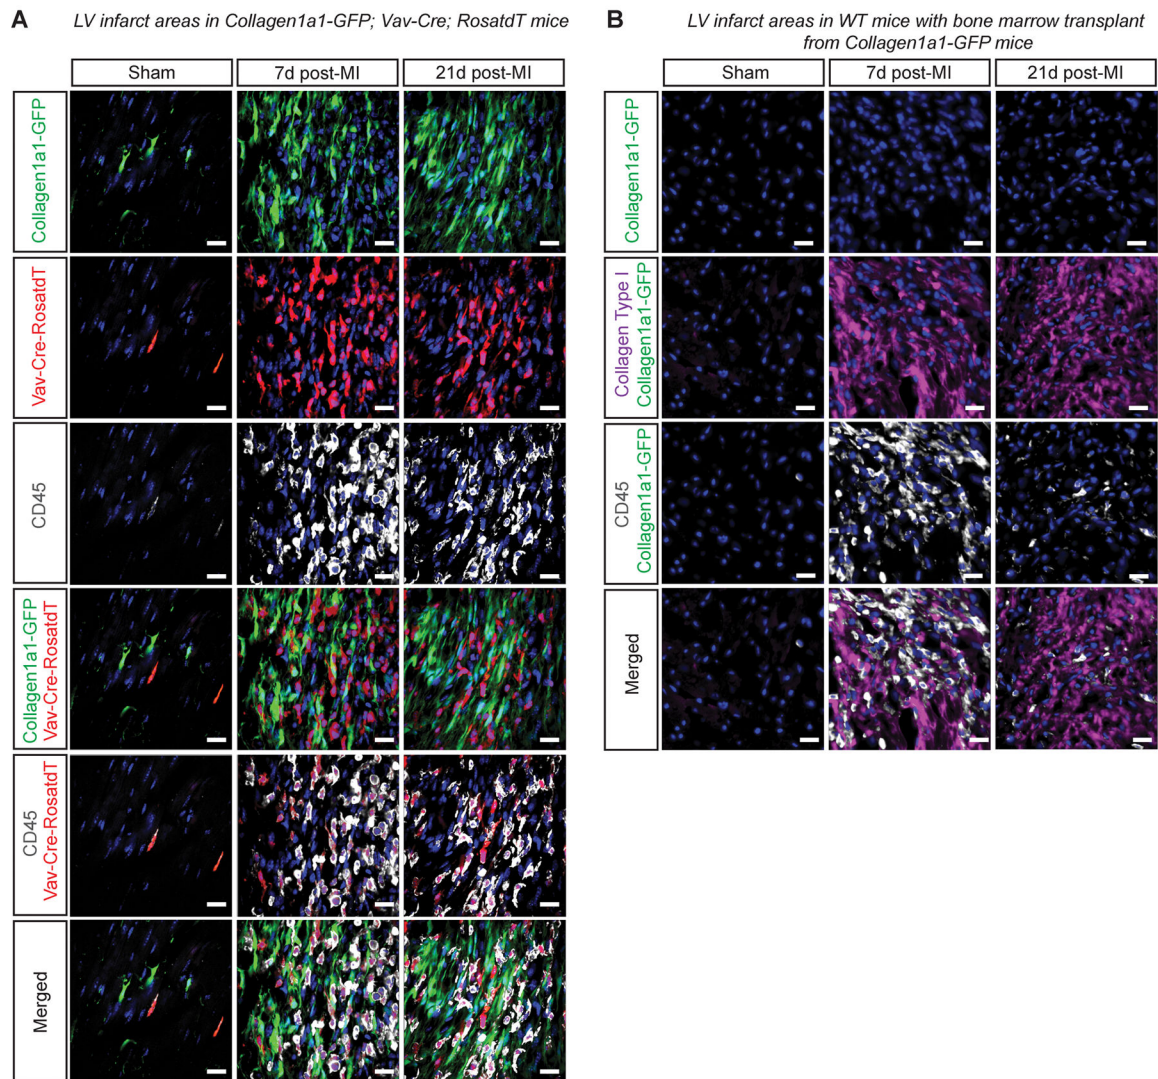 A
LV infarct areas in Collagen1a1-GFP; Vav-Cre; RosatdT mice
Sham
7d post-MI
21d post-MI
Collagen1a1-GFP
Vav-Cre-RosatdT
CD45
Collagen1a1-GFP
Vav-Cre-RosatdT
CD45
Vav-Cre-RosatdT
Merged
B
LV infarct areas in WT mice with bone marrow transplant
from Collagen1a1-GFP mice
Sham
7d post-MI
21d post-MI
Collagen1a1-GFP
Collagen Type I
Collagen1a1-GFP
CD45
Collagen1a1-GFP
Merged